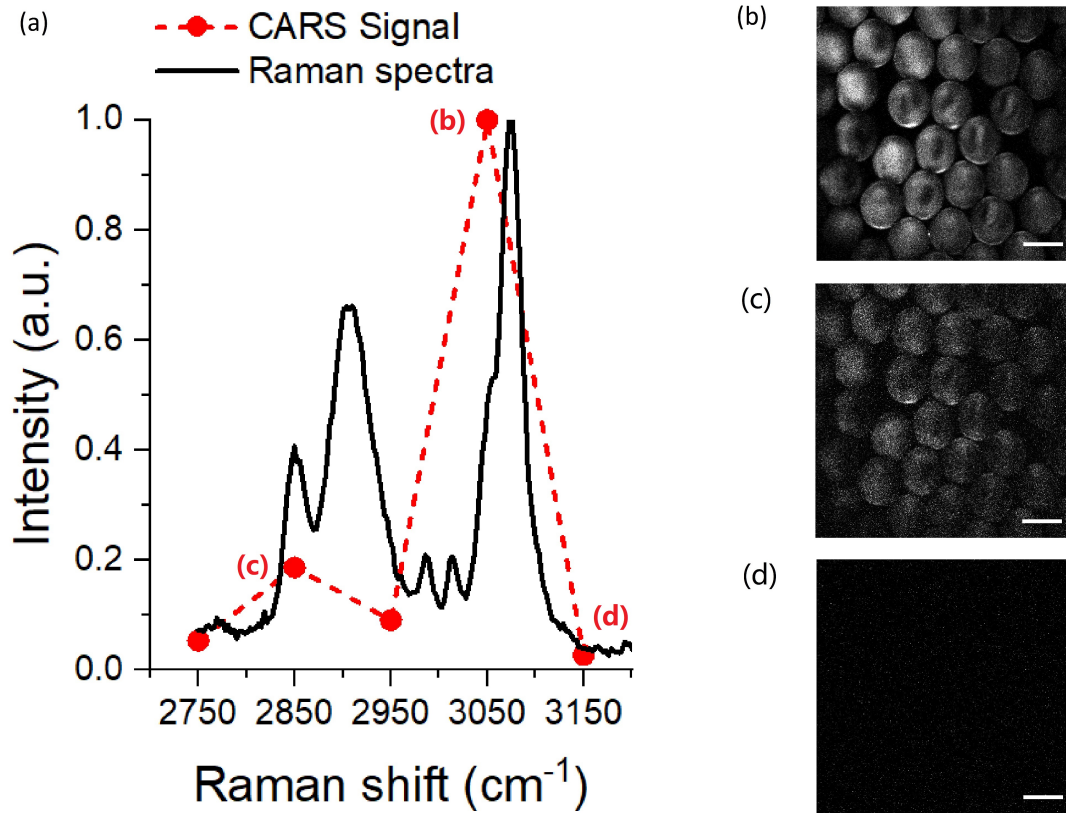 (a)
CARS Signal
Raman spectra
(b)
1.0
0.8
0.6
0.4
0.2
0.0
Intensity (a.u.)
(b)
(c)
(d)
2750 2850 2950 3050 3150
Raman shift (cm⁻¹)
(c)
(d)